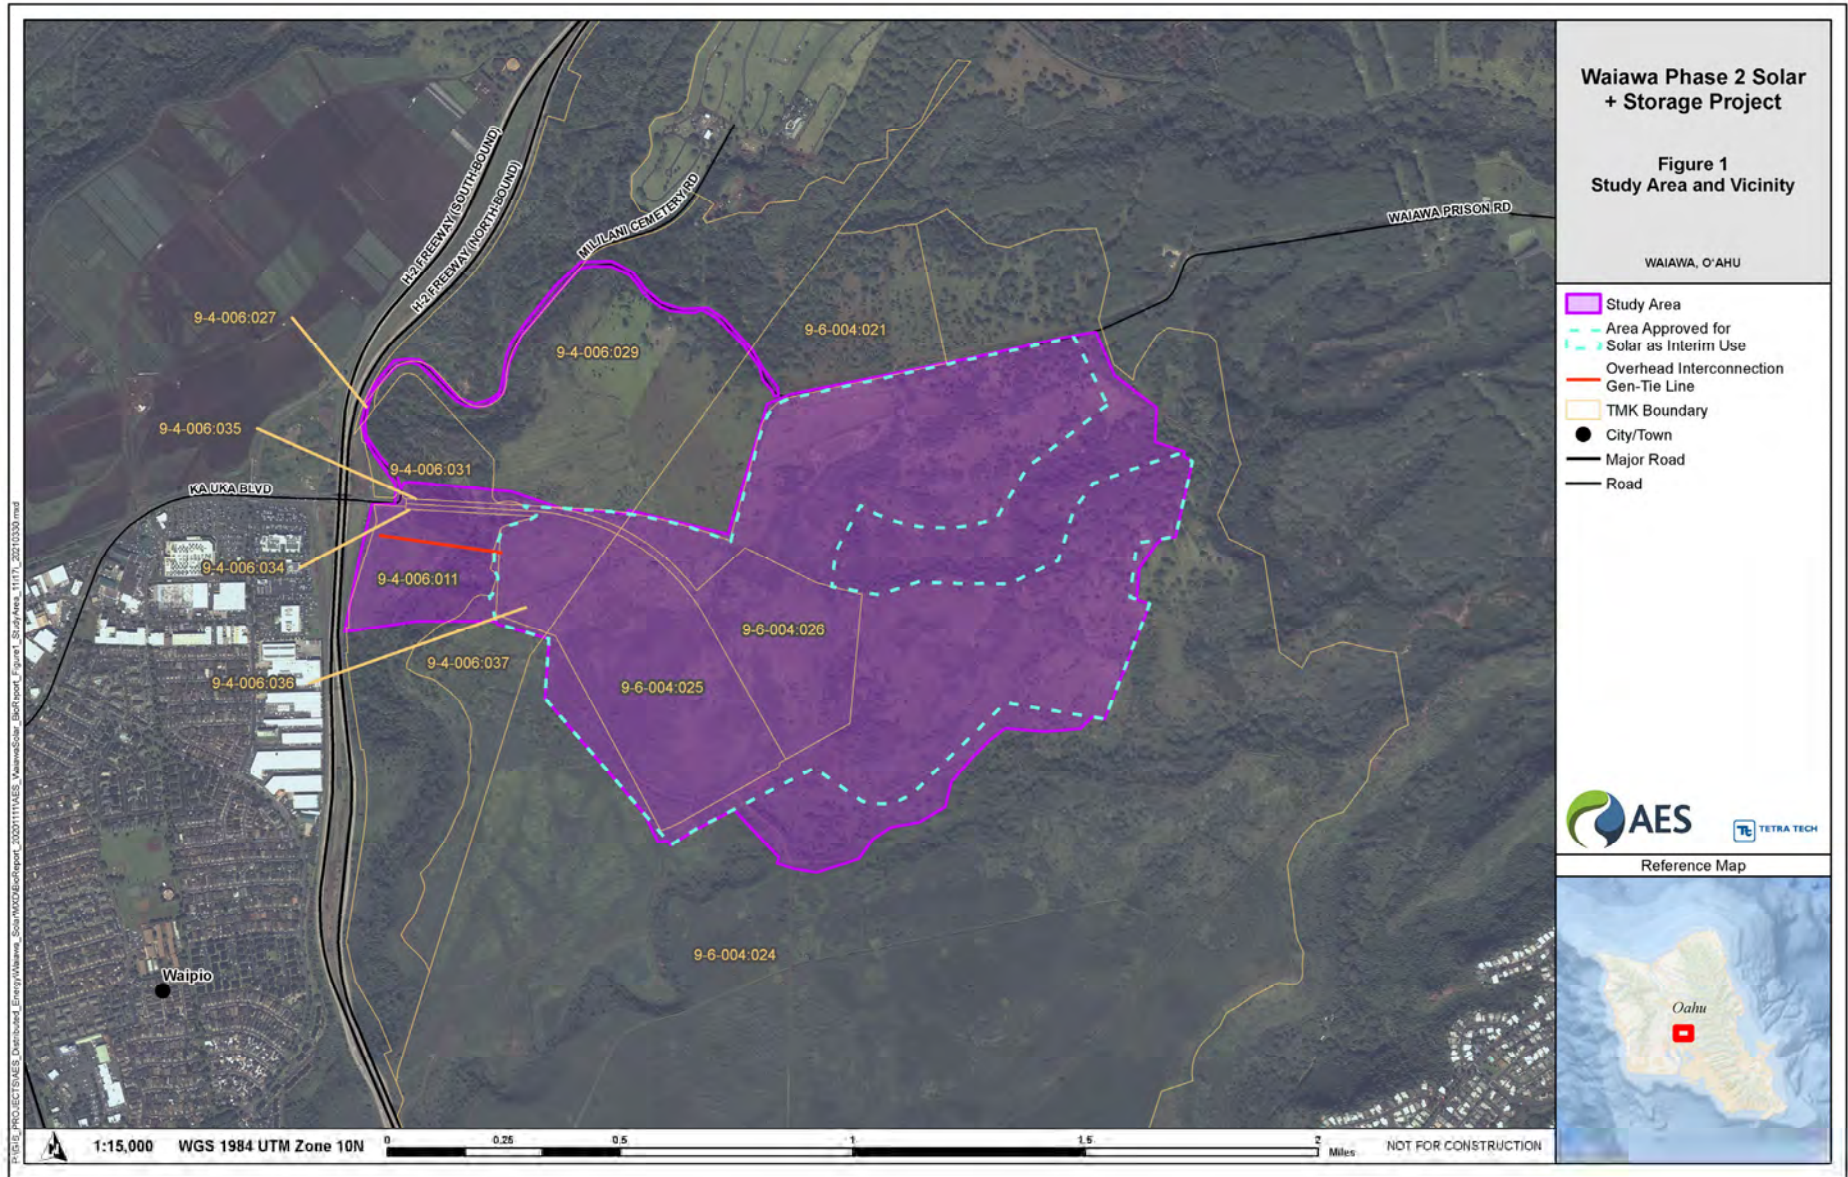 Waiawa Phase 2 Solar
+ Storage Project
Figure 1
Study Area and Vicinity
WAIAWA, O'AHU
Study Area
Area Approved for
Solar as Interim Use
Overhead Interconnection
Gen-Tie Line
TMK Boundary
City/Town
Major Road
Road
AES
Tt TETRA TECH
Reference Map
Oahu
H-2 FREEWAY (SOUTH-BOUND)
H-2 FREEWAY (NORTH-BOUND)
MILILANI CEMETERY RD
WAIAWA PRISON RD
KA UKA BLVD
9-4-006:027
9-4-006:029
9-6-004:021
9-4-006:035
9-4-006:031
9-4-006:034
9-4-006:011
9-6-004:026
9-4-006:037
9-4-006:036
9-6-004:025
9-6-004:024
Waipio
N
1:15,000 WGS 1984 UTM Zone 10N
0 0.25 0.5 1 1.5 2
Miles
NOT FOR CONSTRUCTION